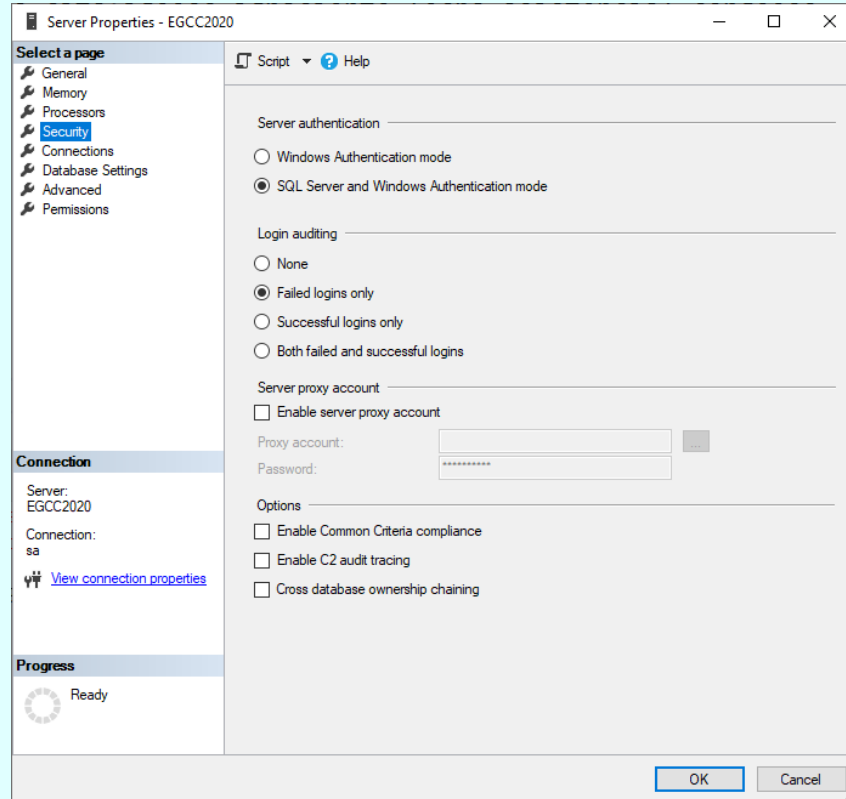 Server Properties - EGCC2020
Select a page
General
Memory
Processors
Security
Connections
Database Settings
Advanced
Permissions
Script
Help
Server authentication
Windows Authentication mode
SQL Server and Windows Authentication mode
Login auditing
None
Failed logins only
Successful logins only
Both failed and successful logins
Server proxy account
Enable server proxy account
Proxy account:
...
Password:
**********
Options
Enable Common Criteria compliance
Enable C2 audit tracing
Cross database ownership chaining
Connection
Server:
EGCC2020
Connection:
sa
View connection properties
Progress
Ready
OK
Cancel